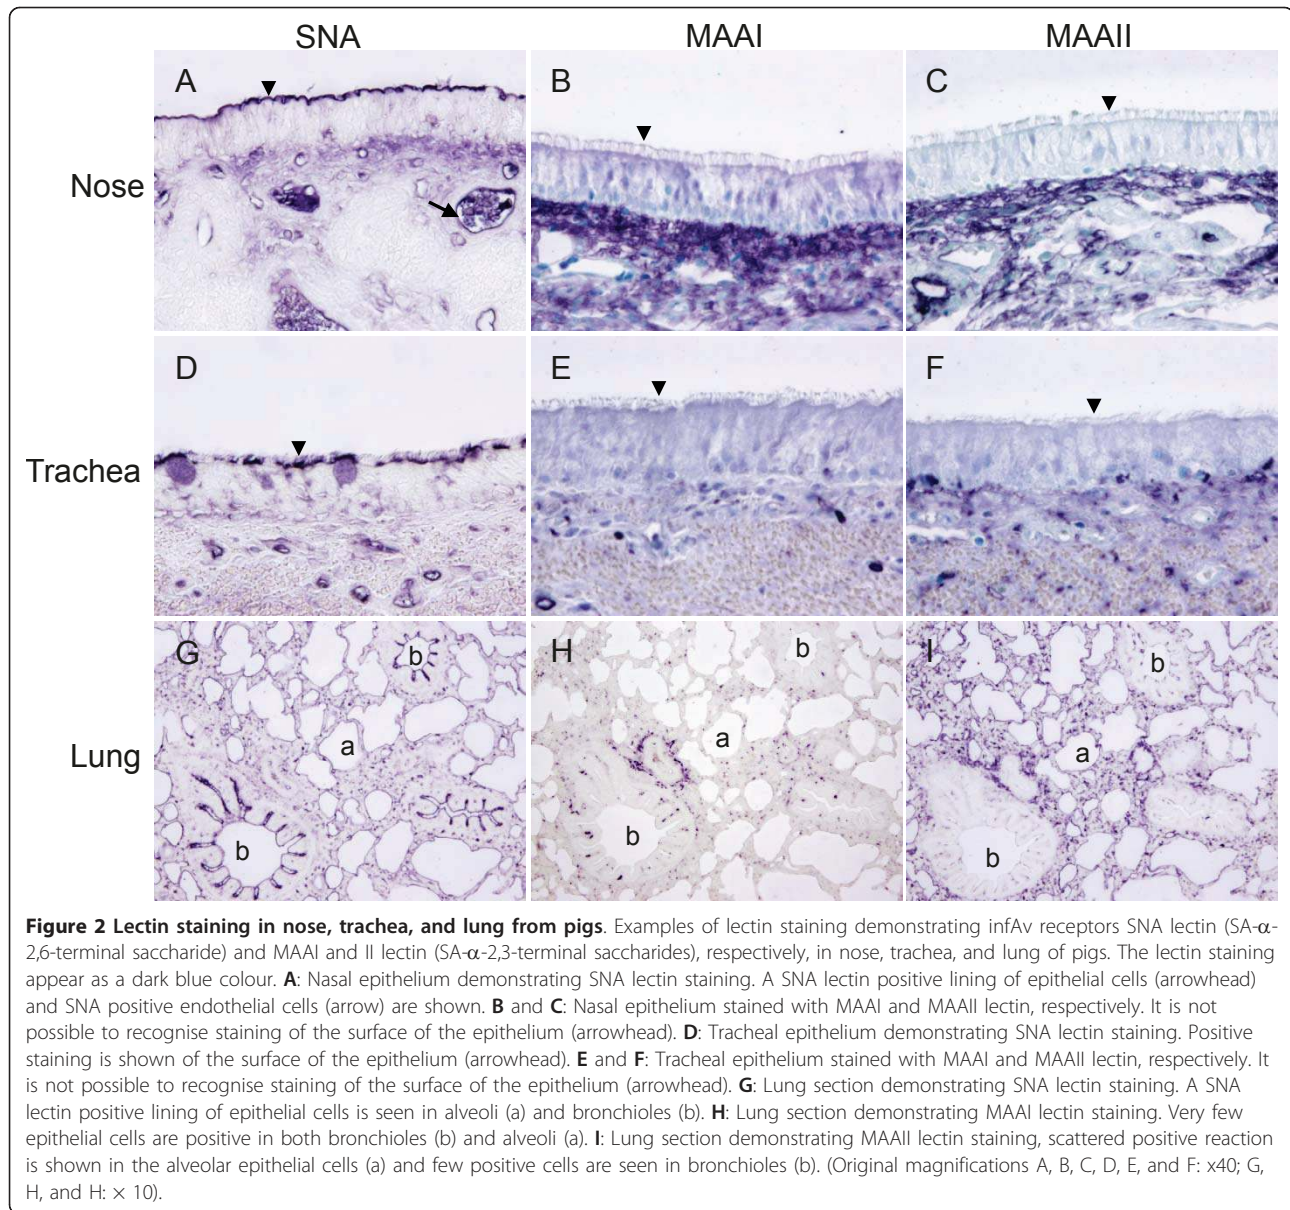 SNA MAAI MAAII
A B C
Nose
D E F
Trachea
G b H b I b
a a a
Lung
b b b
Figure 2 Lectin staining in nose, trachea, and lung from pigs. Examples of lectin staining demonstrating infAv receptors SNA lectin (SA-α-
2,6-terminal saccharide) and MAAI and II lectin (SA-α-2,3-terminal saccharides), respectively, in nose, trachea, and lung of pigs. The lectin staining
appear as a dark blue colour. A: Nasal epithelium demonstrating SNA lectin staining. A SNA lectin positive lining of epithelial cells (arrowhead)
and SNA positive endothelial cells (arrow) are shown. B and C: Nasal epithelium stained with MAAI and MAAII lectin, respectively. It is not
possible to recognise staining of the surface of the epithelium (arrowhead). D: Tracheal epithelium demonstrating SNA lectin staining. Positive
staining is shown of the surface of the epithelium (arrowhead). E and F: Tracheal epithelium stained with MAAI and MAAII lectin, respectively. It
is not possible to recognise staining of the surface of the epithelium (arrowhead). G: Lung section demonstrating SNA lectin staining. A SNA
lectin positive lining of epithelial cells is seen in alveoli (a) and bronchioles (b). H: Lung section demonstrating MAAI lectin staining. Very few
epithelial cells are positive in both bronchioles (b) and alveoli (a). I: Lung section demonstrating MAAII lectin staining, scattered positive reaction
is shown in the alveolar epithelial cells (a) and few positive cells are seen in bronchioles (b). (Original magnifications A, B, C, D, E, and F: x40; G,
H, and H: × 10).